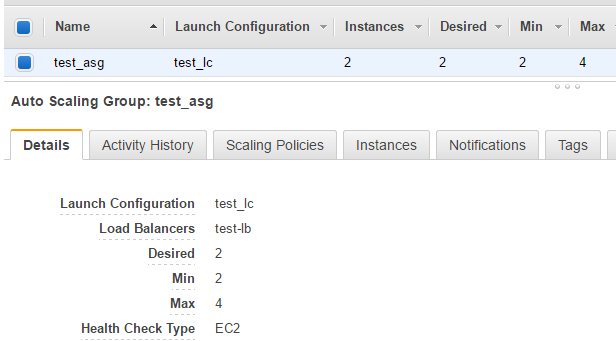 Name Launch Configuration Instances Desired Min Max
test_asg test_lc 2 2 2 4
Auto Scaling Group: test_asg
Details Activity History Scaling Policies Instances Notifications Tags
Launch Configuration test_lc
Load Balancers test-lb
Desired 2
Min 2
Max 4
Health Check Type EC2